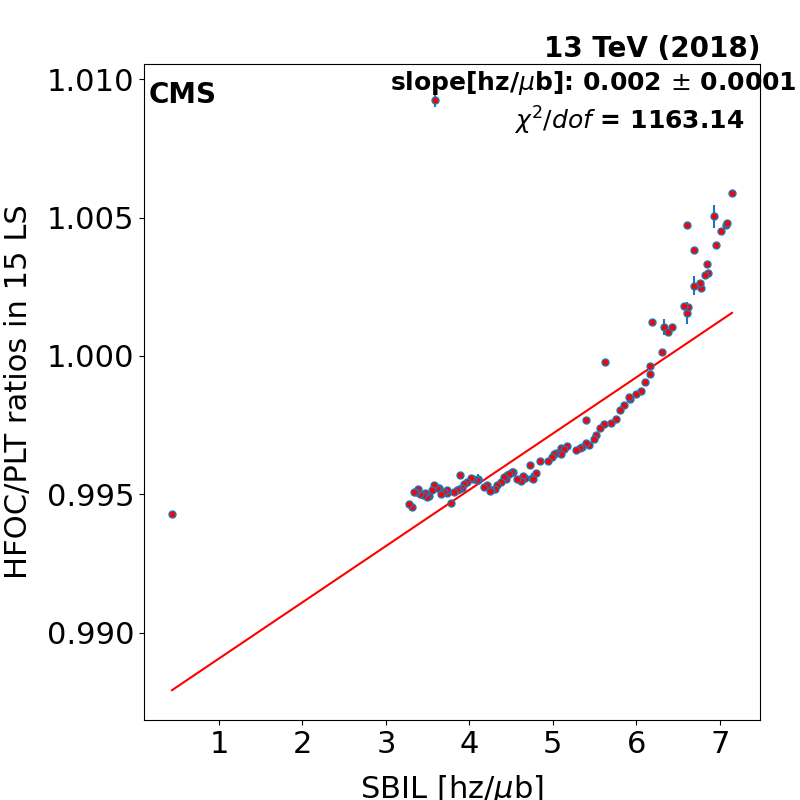 13 TeV (2018)
CMS
slope[hz/μb]: 0.002 ± 0.0001
χ²/dof = 1163.14
HFOC/PLT ratios in 15 LS
1.010
1.005
1.000
0.995
0.990
1 2 3 4 5 6 7
SBIL [hz/μb]